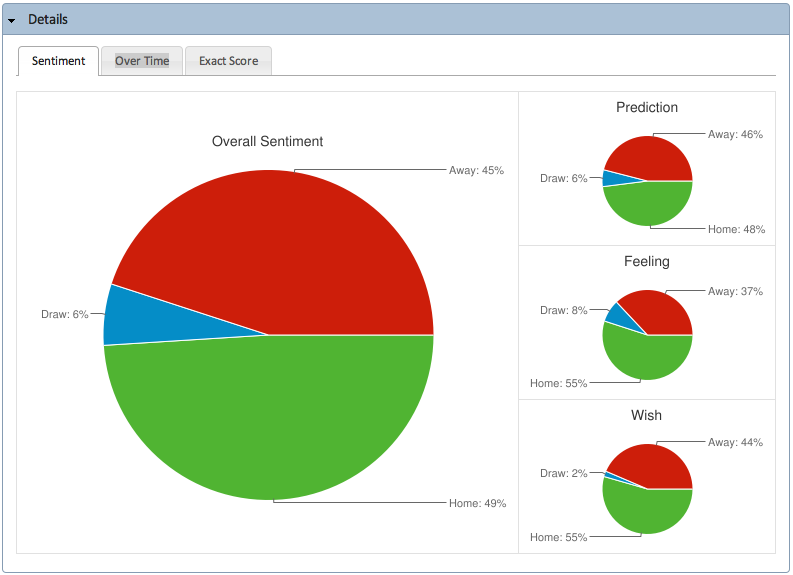 Details
Sentiment
Over Time
Exact Score
Overall Sentiment
Away: 45%
Draw: 6%
Home: 49%
Prediction
Away: 46%
Draw: 6%
Home: 48%
Feeling
Away: 37%
Draw: 8%
Home: 55%
Wish
Away: 44%
Draw: 2%
Home: 55%